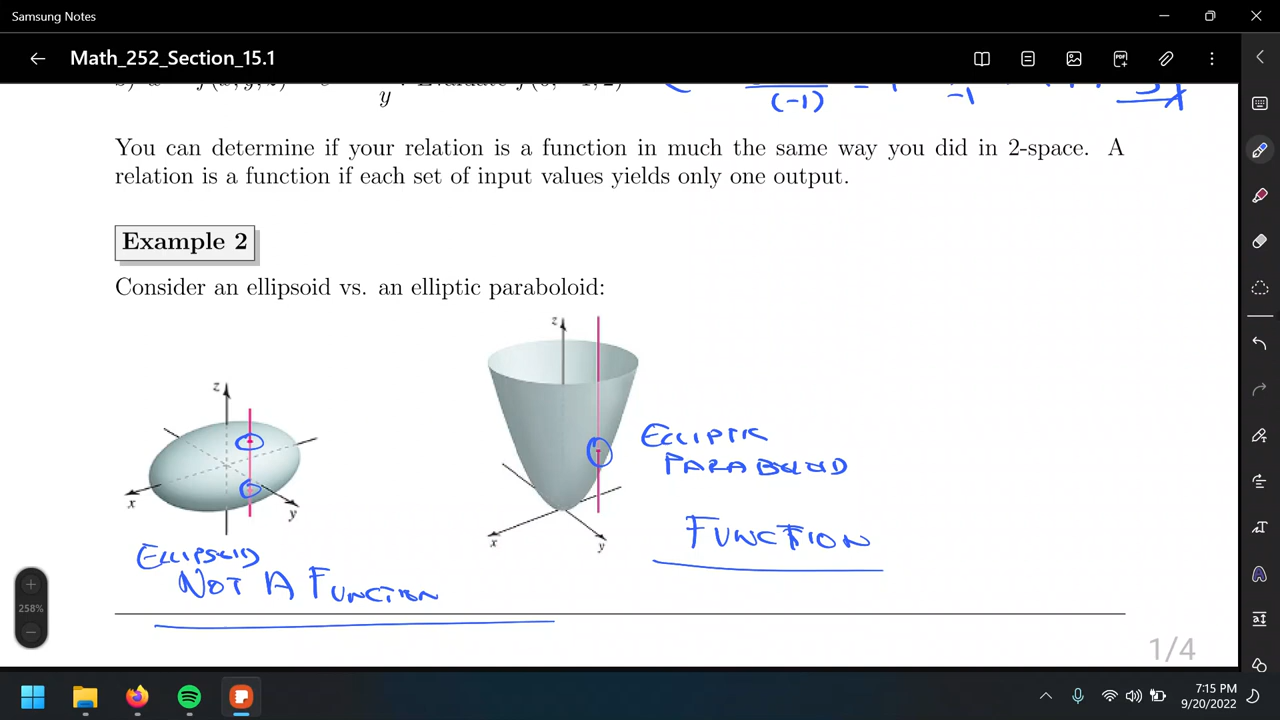 Samsung Notes
Math_252_Section_15.1
y
(-1)
-1
You can determine if your relation is a function in much the same way you did in 2-space. A
relation is a function if each set of input values yields only one output.
Example 2
Consider an ellipsoid vs. an elliptic paraboloid:
z
x
y
ELLIPSOID
NOT A FUNCTION
z
x
y
ELLIPTIC
PARABOLOID
FUNCTION
258%
1/4
7:15 PM
9/20/2022